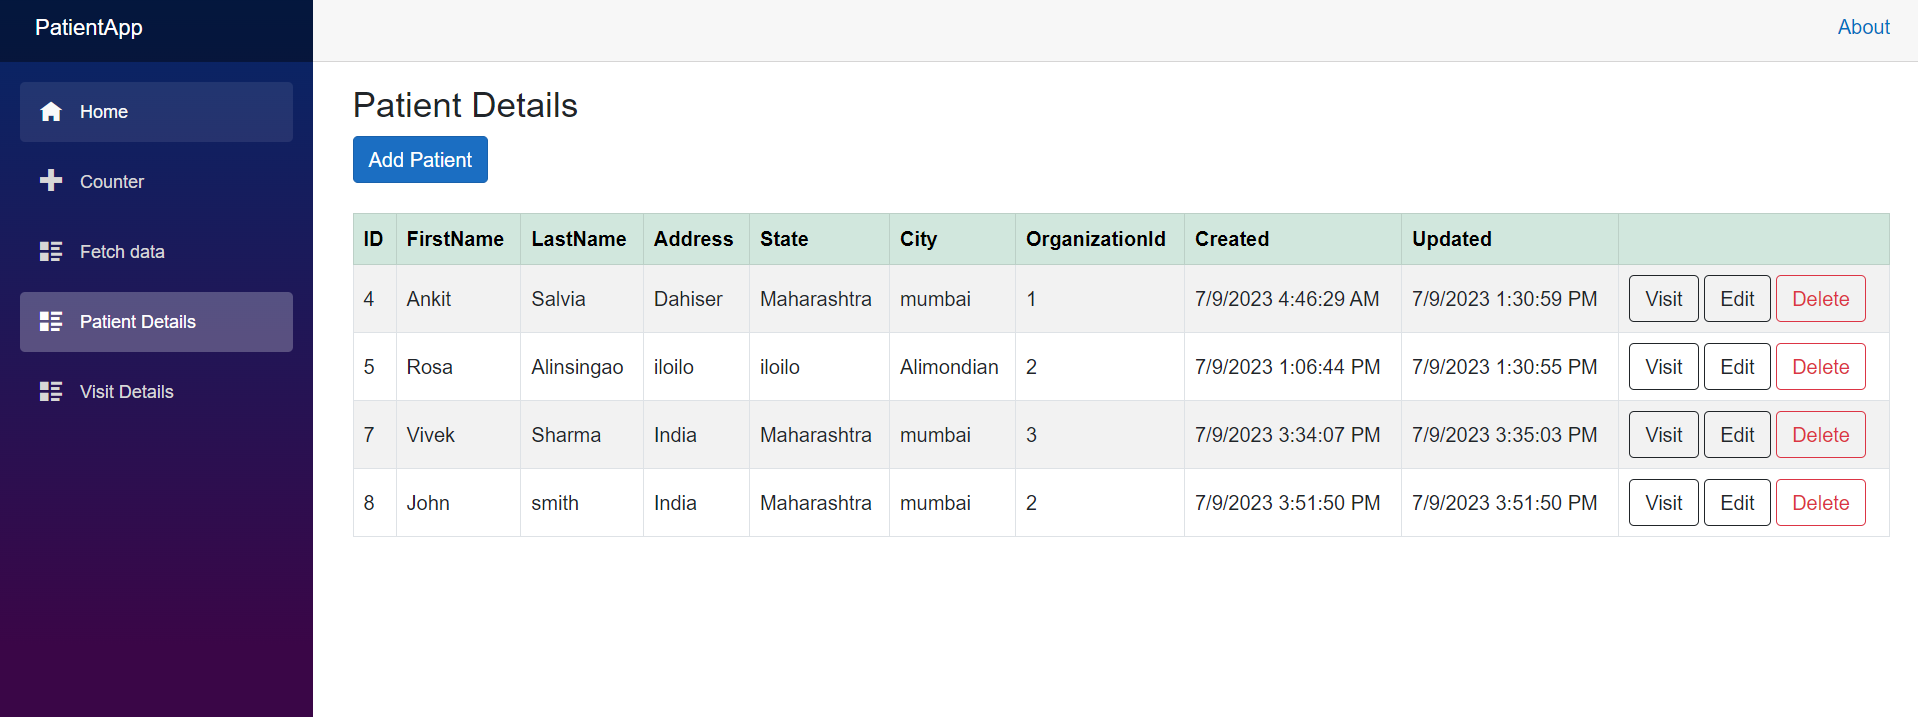 PatientApp
About
Home
Counter
Fetch data
Patient Details
Visit Details
Patient Details
Add Patient
ID FirstName LastName Address State City OrganizationId Created Updated
4 Ankit Salvia Dahiser Maharashtra mumbai 1 7/9/2023 4:46:29 AM 7/9/2023 1:30:59 PM Visit Edit Delete
5 Rosa Alinsingao iloilo iloilo Alimondian 2 7/9/2023 1:06:44 PM 7/9/2023 1:30:55 PM Visit Edit Delete
7 Vivek Sharma India Maharashtra mumbai 3 7/9/2023 3:34:07 PM 7/9/2023 3:35:03 PM Visit Edit Delete
8 John smith India Maharashtra mumbai 2 7/9/2023 3:51:50 PM 7/9/2023 3:51:50 PM Visit Edit Delete